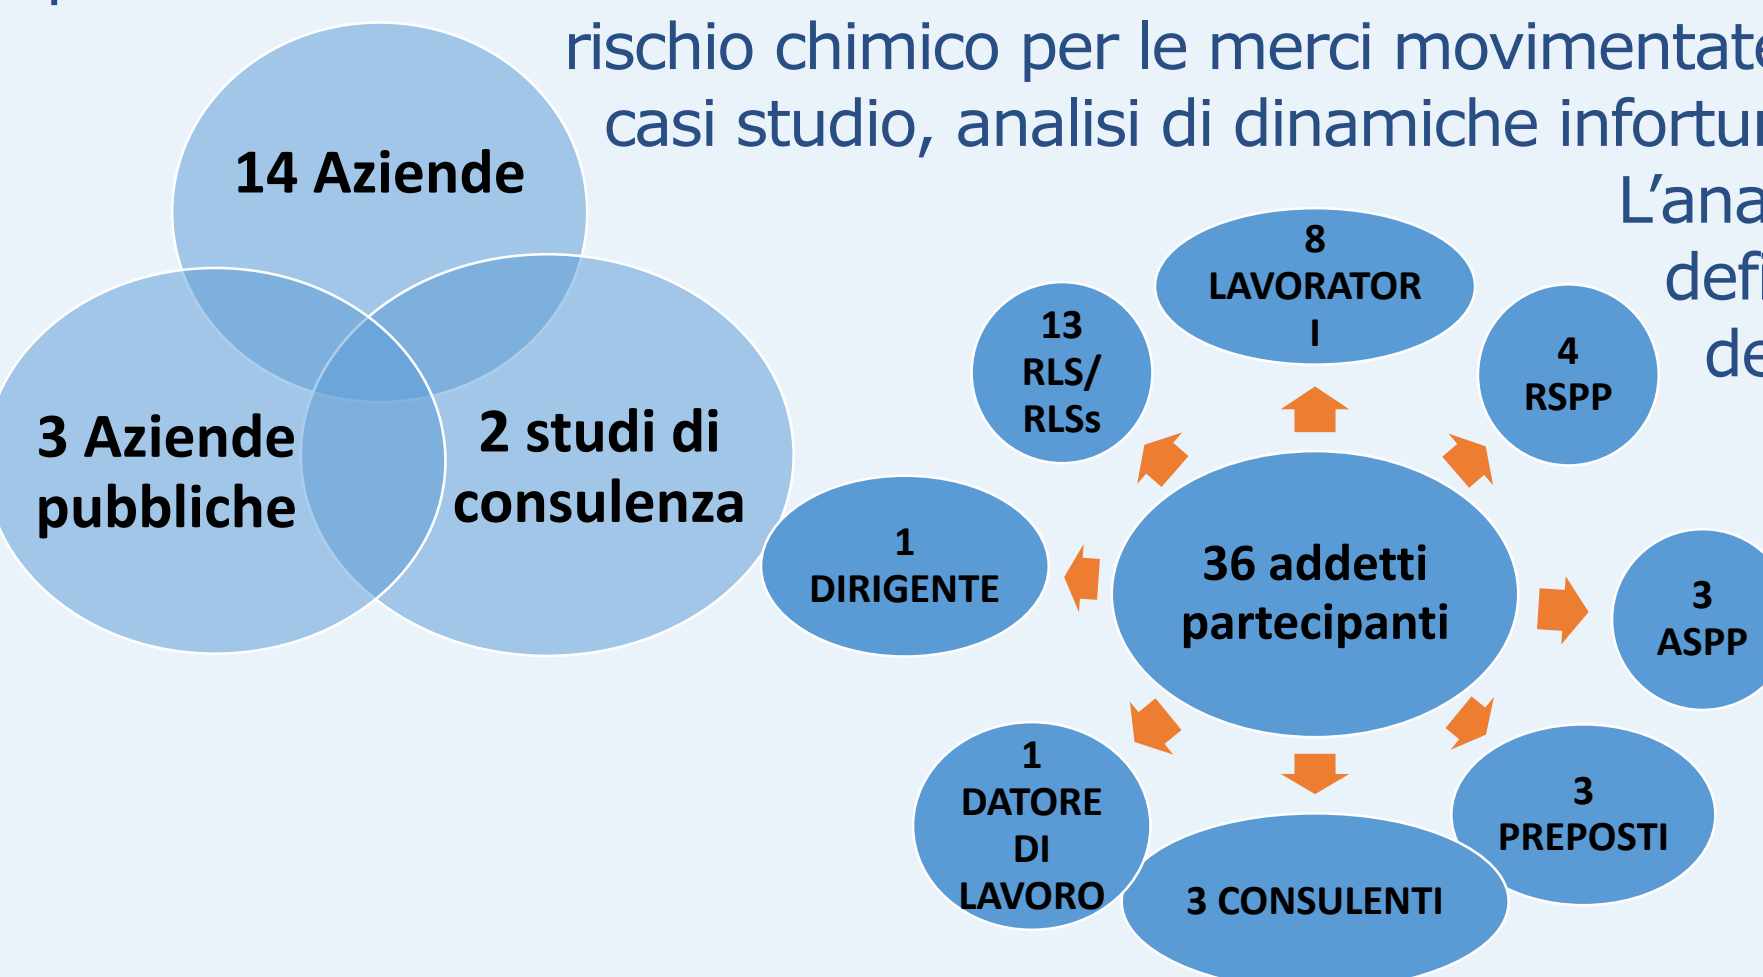 rischio chimico per le merci movimentate
casi studio, analisi di dinamiche infortun
L'ana
defi
de
14 Aziende
3 Aziende
pubbliche
2 studi di
consulenza
8
LAVORATOR
I
13
RLS/
RLSs
4
RSPP
1
DIRIGENTE
36 addetti
partecipanti
3
ASPP
1
DATORE
DI
LAVORO
3 CONSULENTI
3
PREPOSTI